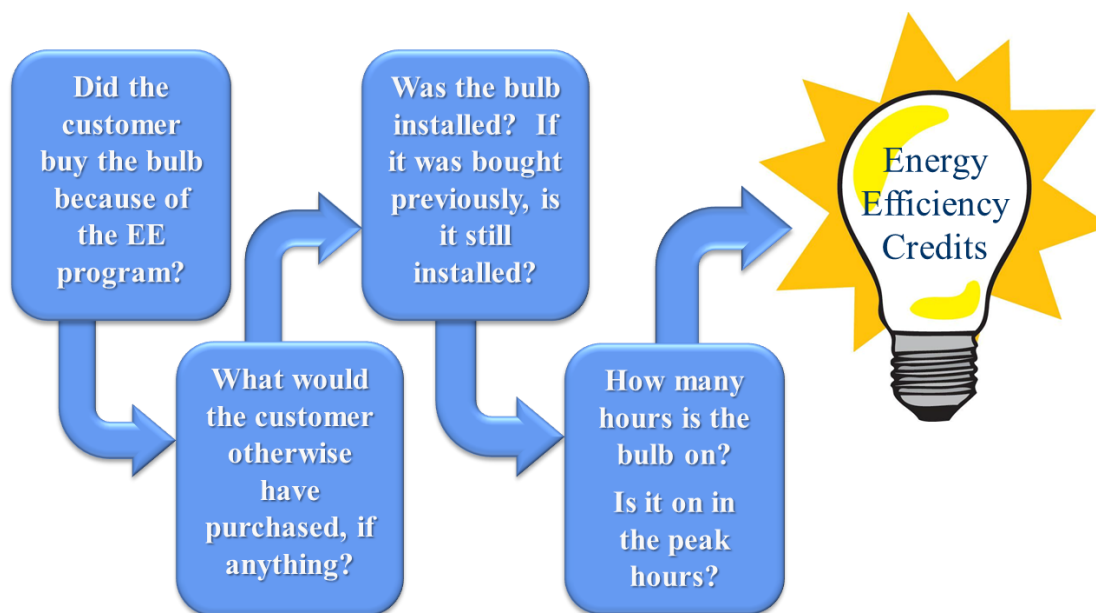 Did the
customer
buy the bulb
because of
the EE
program?
What would
the customer
otherwise
have
purchased, if
anything?
Was the bulb
installed?  If
it was bought
previously, is
it still
installed?
How many
hours is the
bulb on?
Is it on in
the peak
hours?
Energy
Efficiency
Credits